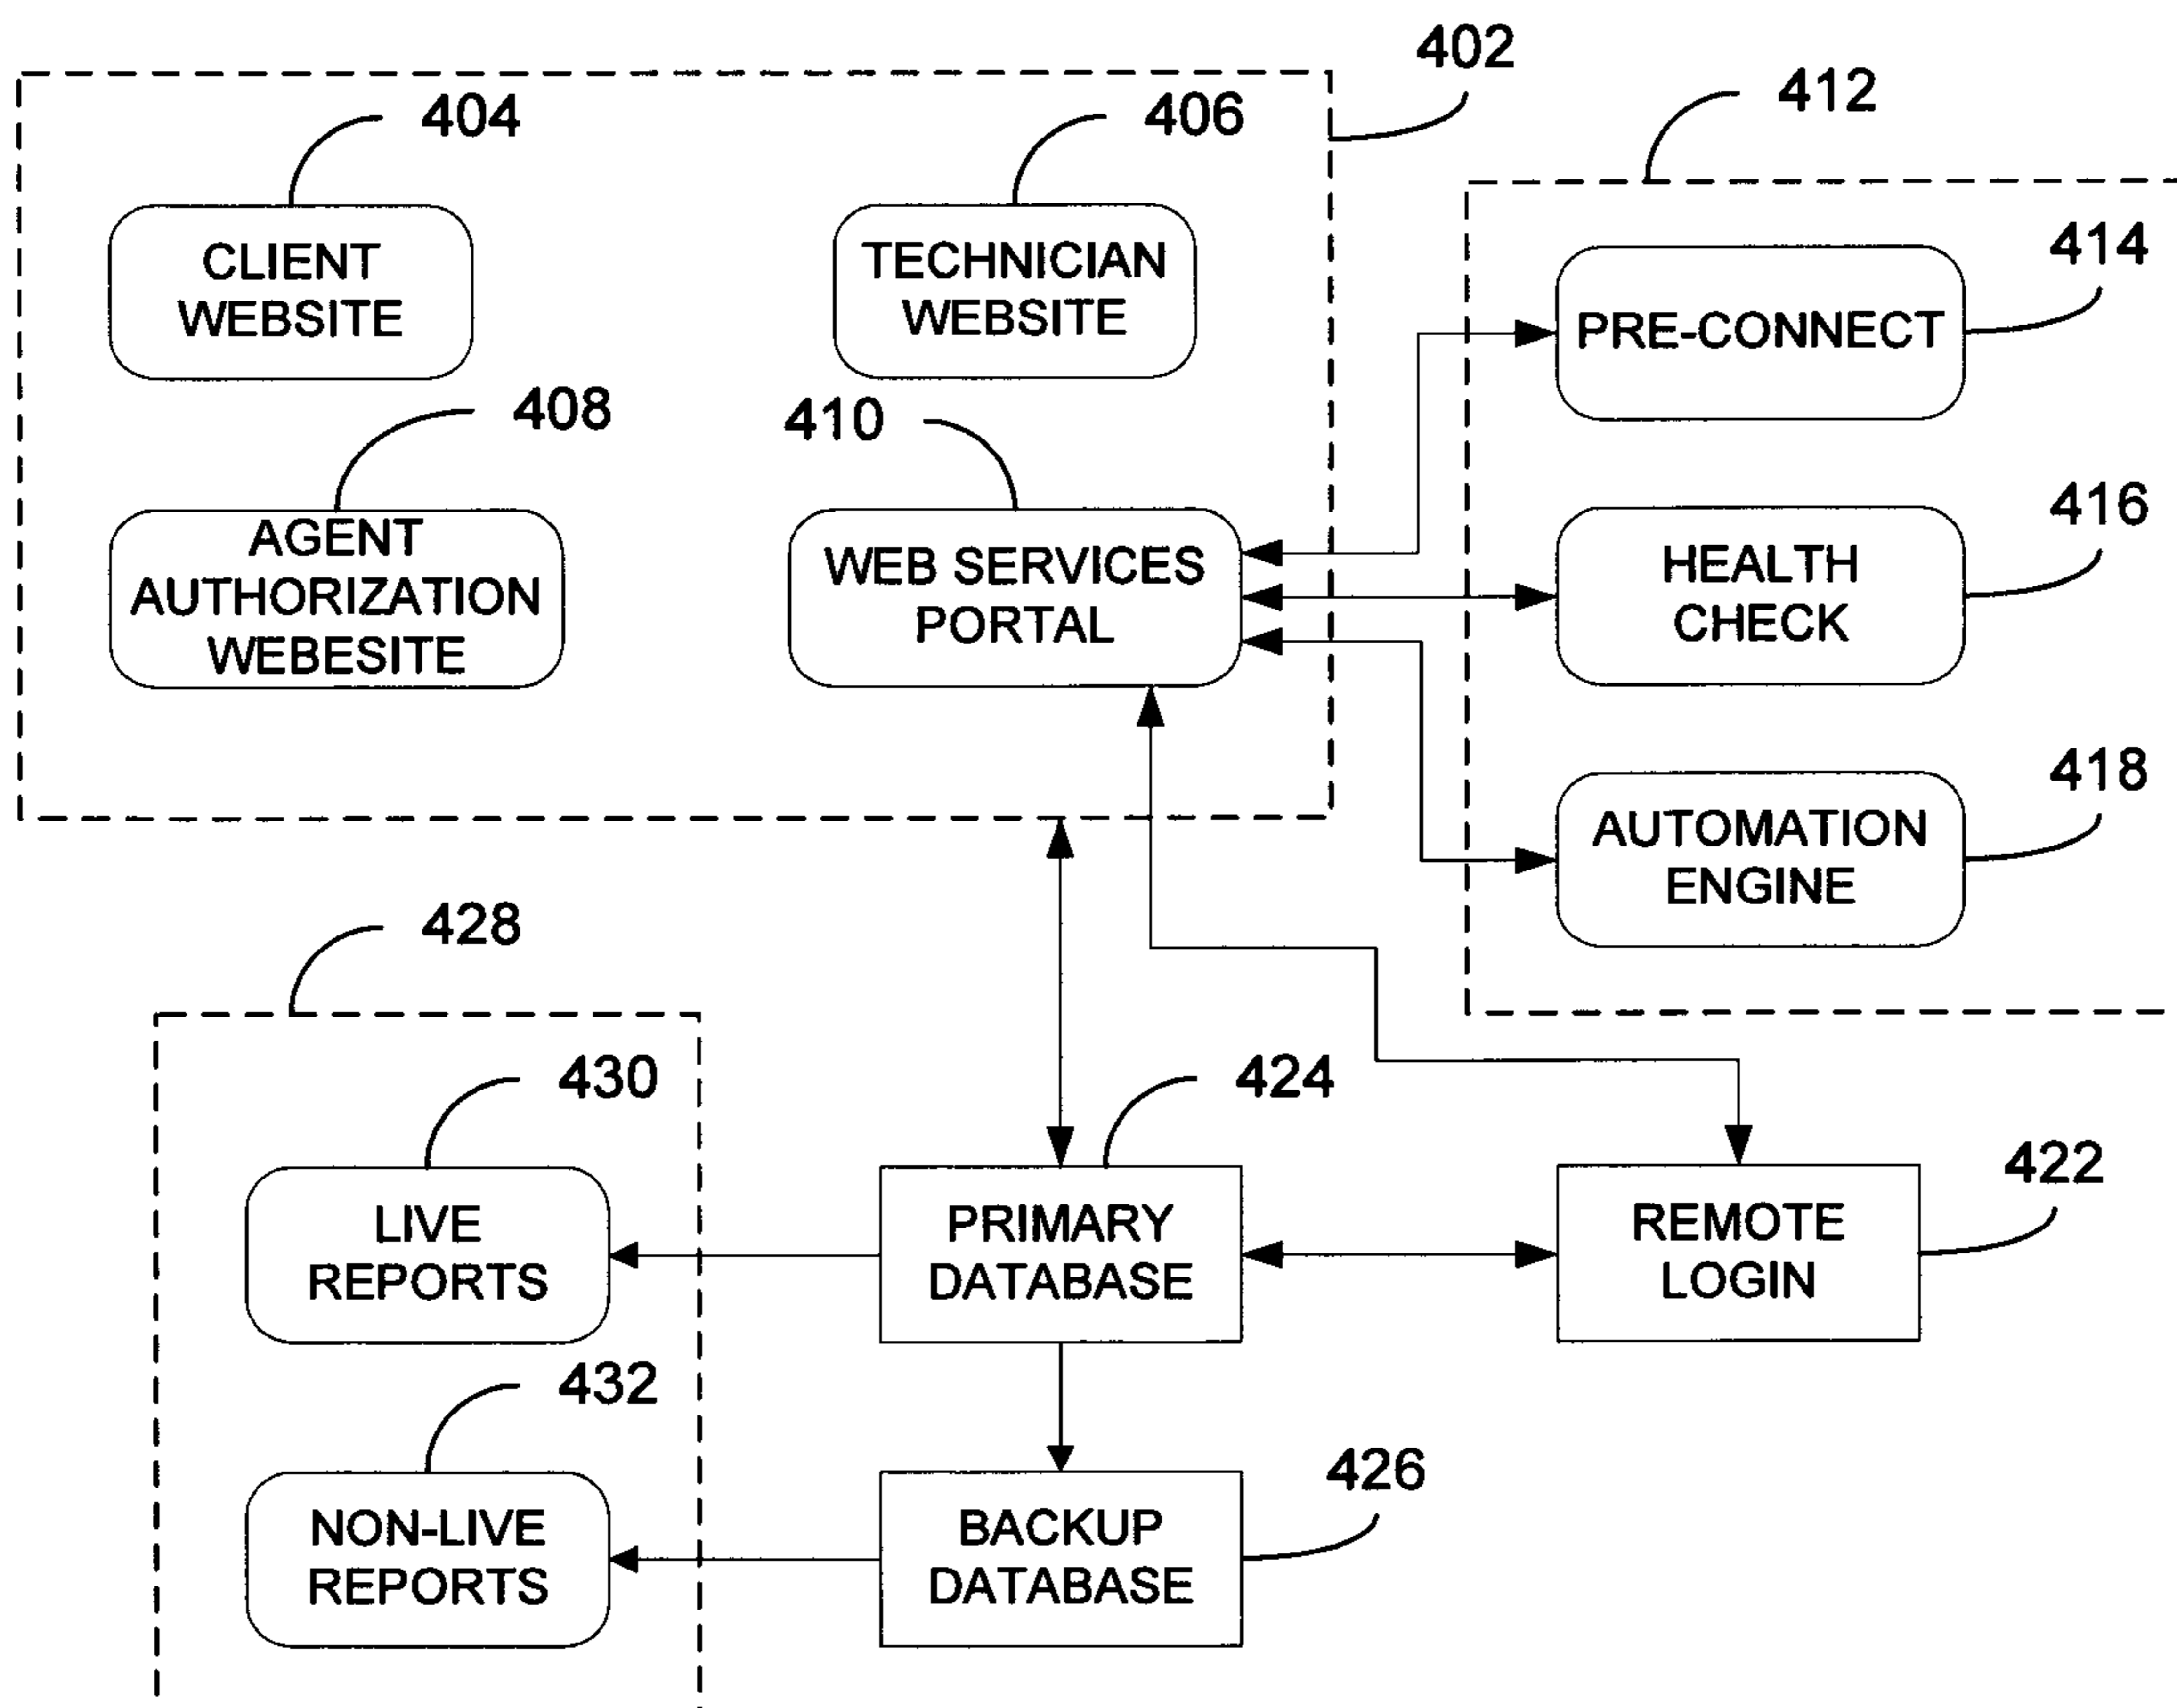 402
404
406
412
CLIENT
WEBSITE
TECHNICIAN
WEBSITE
414
PRE-CONNECT
408
410
AGENT
AUTHORIZATION
WEBESITE
WEB SERVICES
PORTAL
416
HEALTH
CHECK
418
AUTOMATION
ENGINE
428
430
424
422
LIVE
REPORTS
PRIMARY
DATABASE
REMOTE
LOGIN
432
426
NON-LIVE
REPORTS
BACKUP
DATABASE